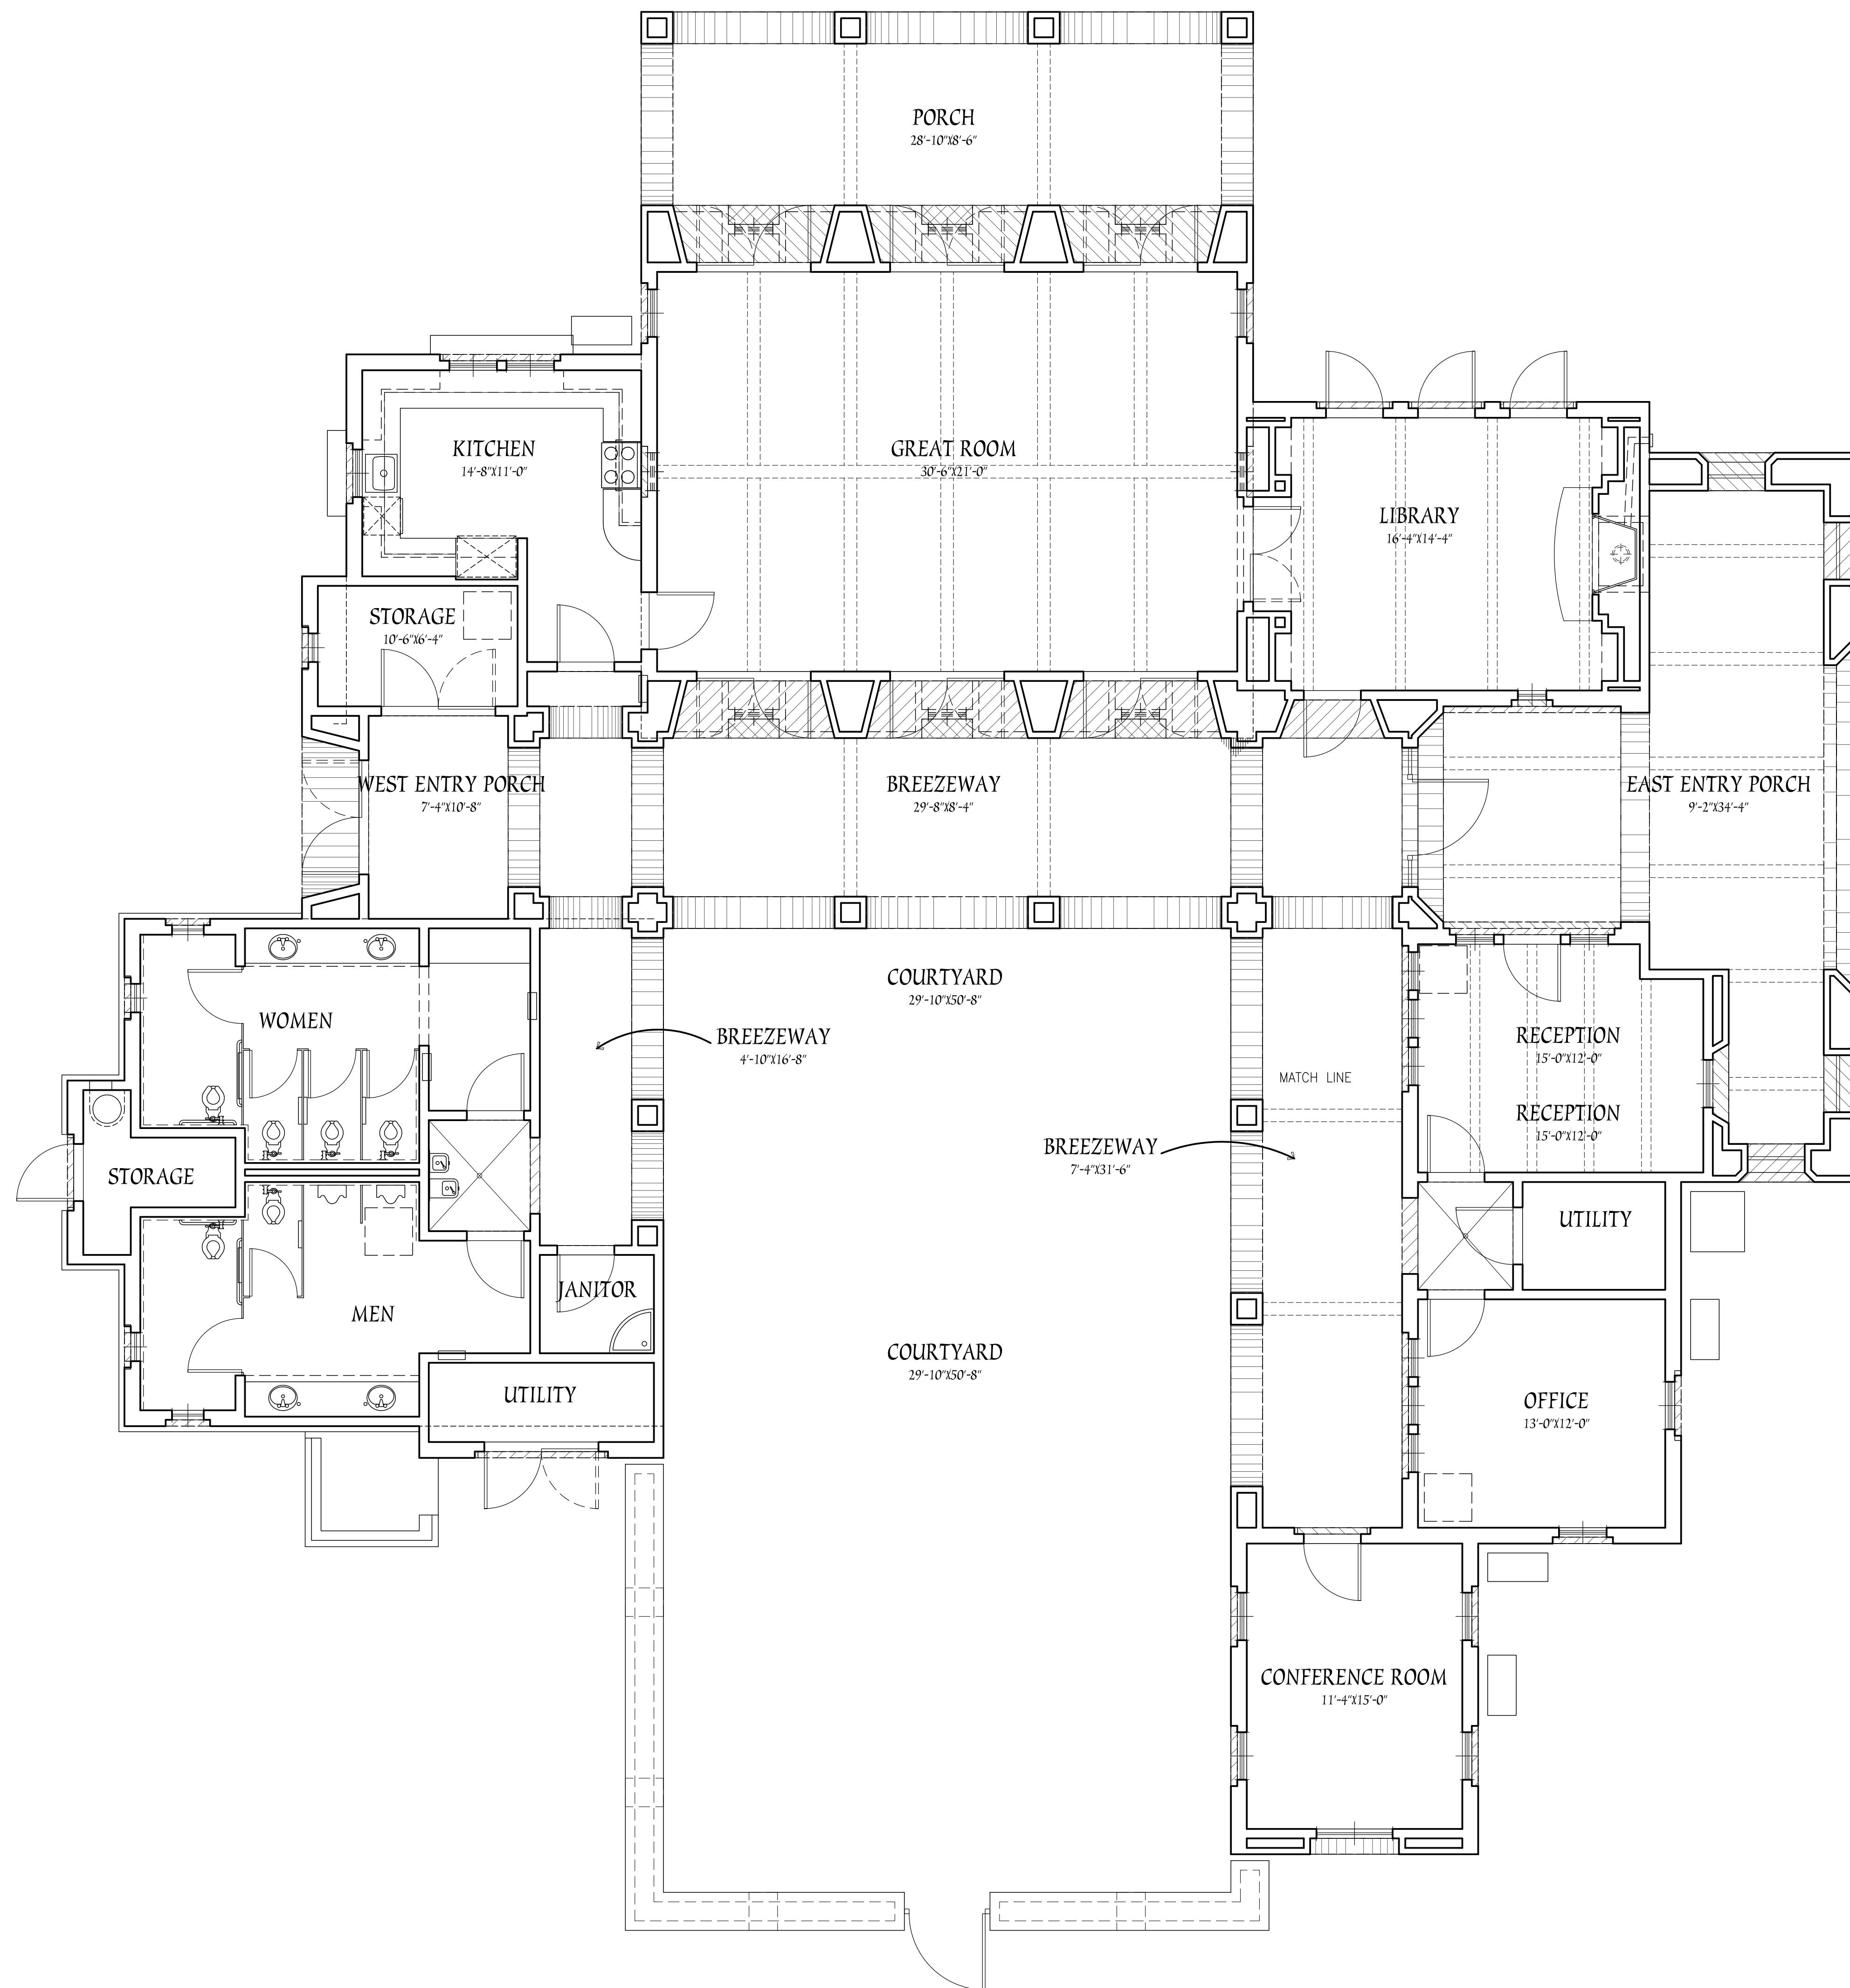 PORCH
28'-10"X8'-6"
KITCHEN
14'-8"X11'-0"
GREAT ROOM
30'-6"X21'-0"
LIBRARY
16'-4"X14'-4"
STORAGE
10'-6"X6'-4"
WEST ENTRY PORCH
7'-4"X10'-8"
BREEZEWAY
29'-8"X8'-4"
EAST ENTRY PORCH
9'-2"X34'-4"
COURTYARD
29'-10"X50'-8"
WOMEN
BREEZEWAY
4'-10"X16'-8"
RECEPTION
15'-0"X12'-0"
MATCH LINE
RECEPTION
15'-0"X12'-0"
BREEZEWAY
7'-4"X31'-6"
STORAGE
UTILITY
JANITOR
MEN
COURTYARD
29'-10"X50'-8"
UTILITY
OFFICE
13'-0"X12'-0"
CONFERENCE ROOM
11'-4"X15'-0"